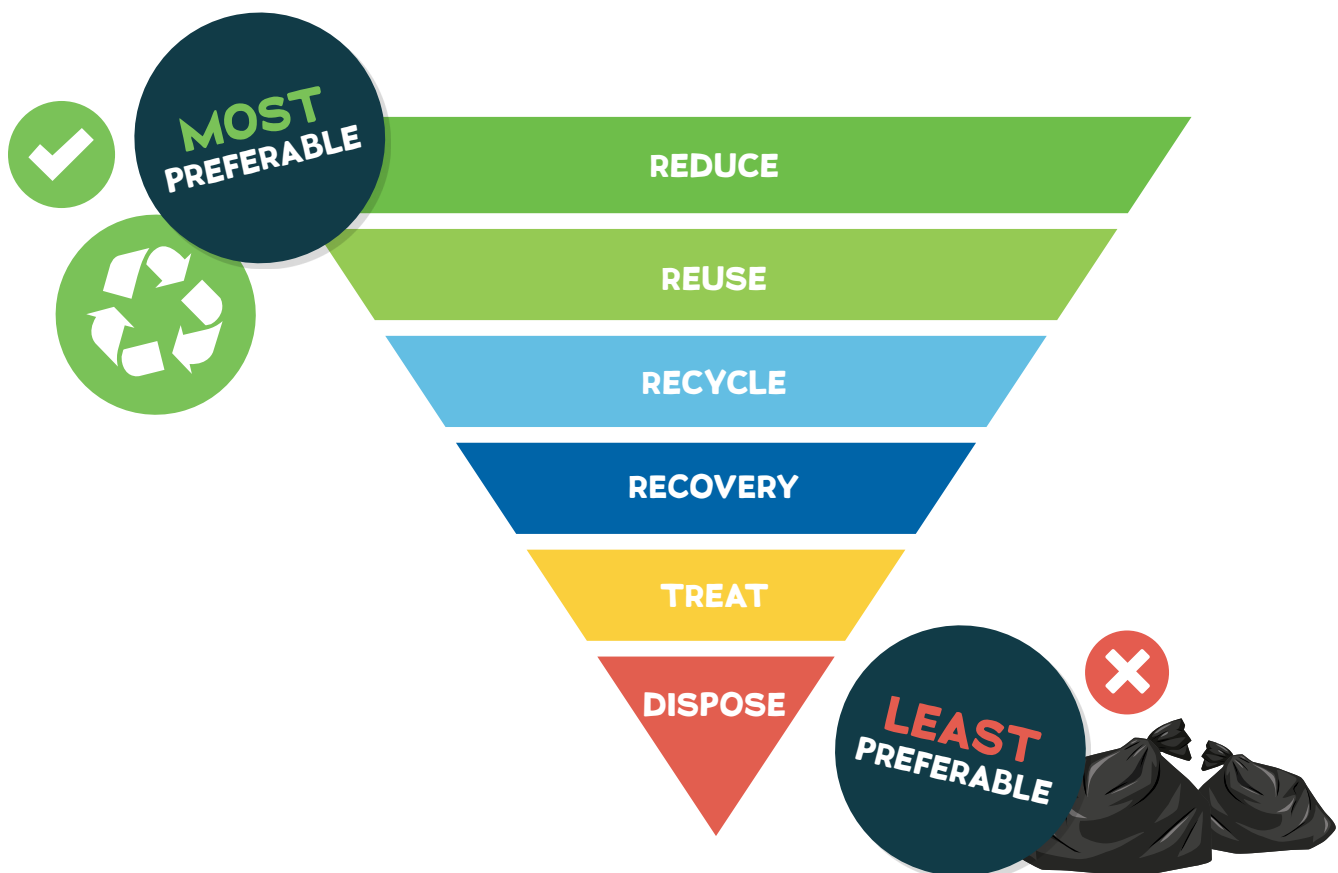 MOST
PREFERABLE
REDUCE
REUSE
RECYCLE
RECOVERY
TREAT
DISPOSE
LEAST
PREFERABLE